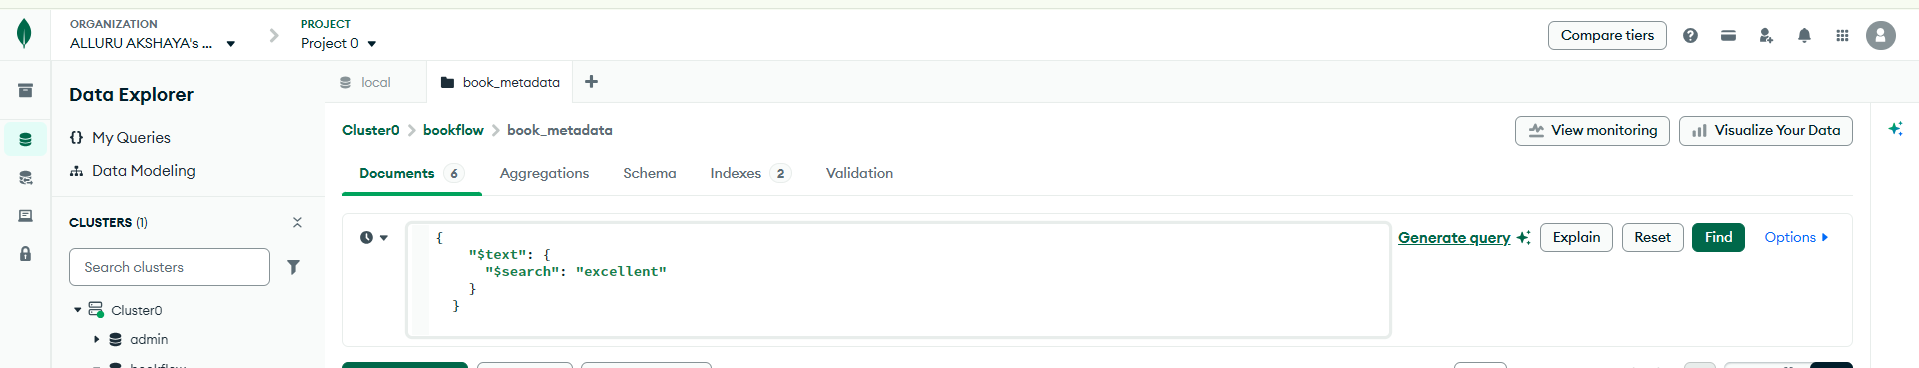 ORGANIZATION
ALLURU AKSHAYA's ...
PROJECT
Project 0
Compare tiers
Data Explorer
My Queries
Data Modeling
CLUSTERS (1)
Search clusters
Cluster0
admin
local
book_metadata
Cluster0 > bookflow > book_metadata
View monitoring
Visualize Your Data
Documents 6
Aggregations
Schema
Indexes 2
Validation
{
"$text": {
"$search": "excellent"
}
}
Generate query
Explain
Reset
Find
Options